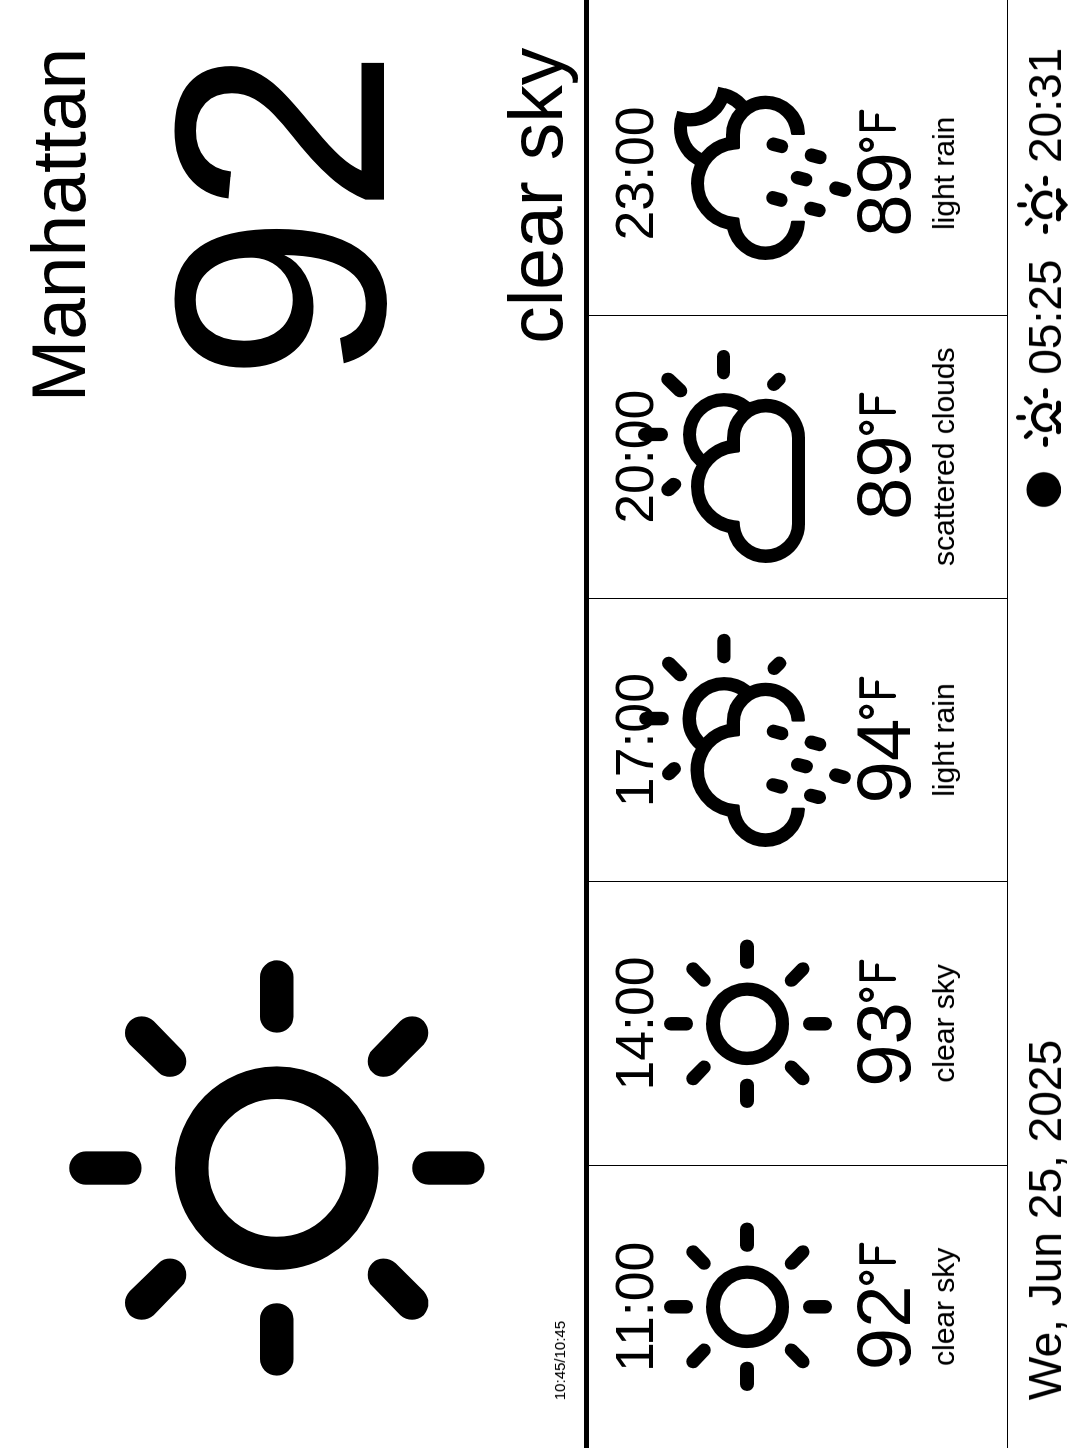 Manhattan
92
clear sky
10:45/10:45
11:00
92°F
clear sky
14:00
93°F
clear sky
17:00
94°F
light rain
20:00
89°F
scattered clouds
23:00
89°F
light rain
We, Jun 25, 2025
05:25
20:31